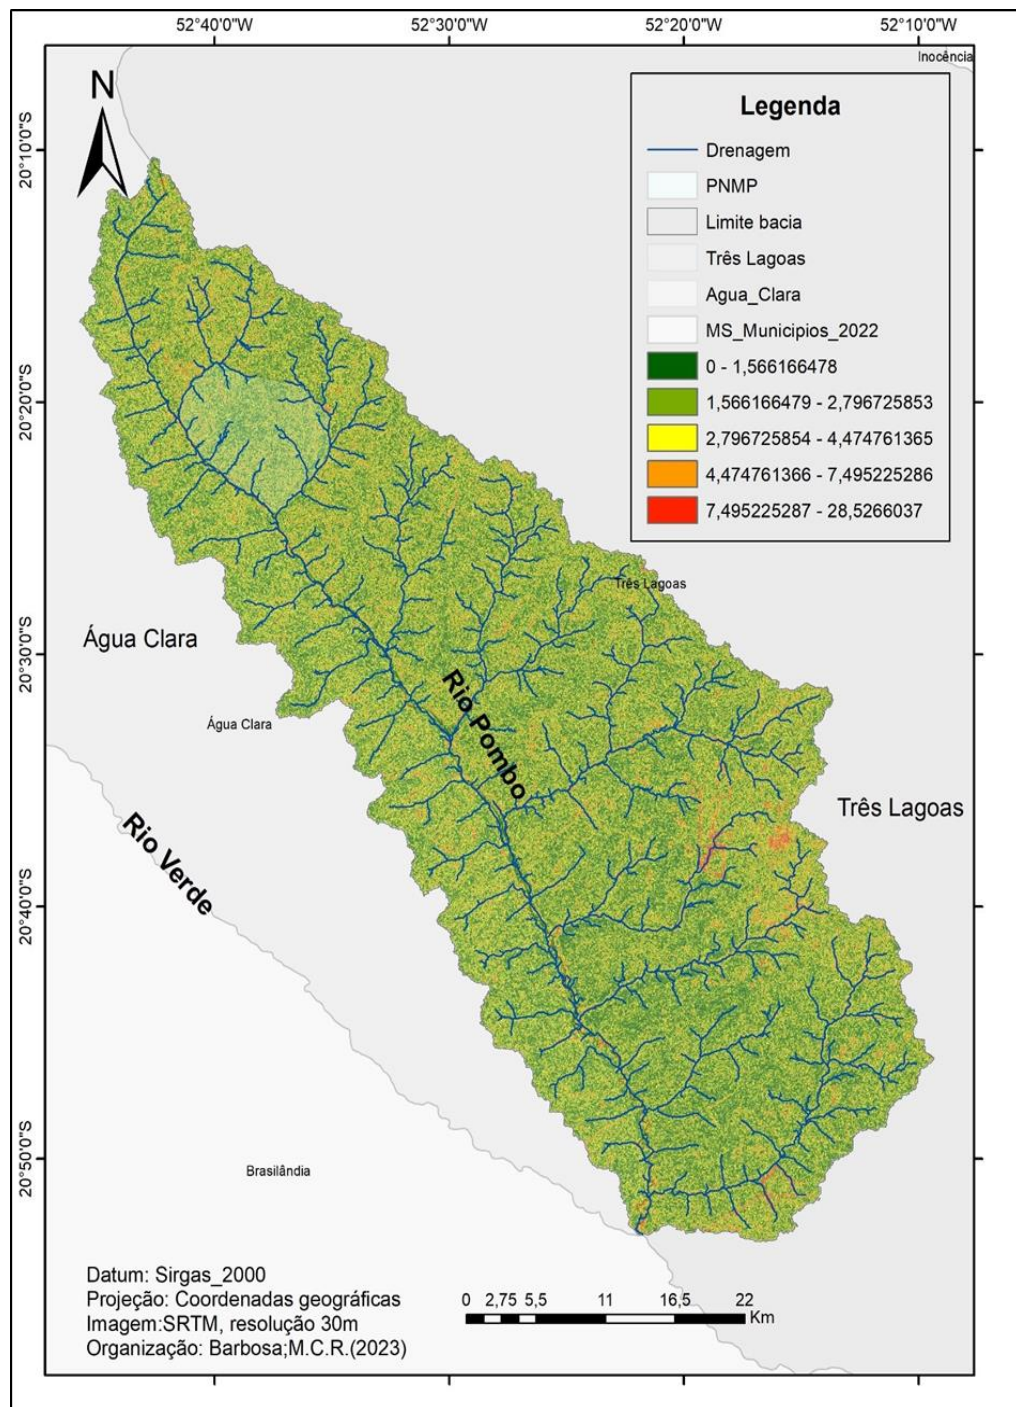 52°40'0"W
52°30'0"W
52°20'0"W
52°10'0"W
Inocência
N
Legenda
Drenagem
PNMP
Limite bacia
Três Lagoas
Agua_Clara
MS_Municipios_2022
0 - 1,566166478
1,566166479 - 2,796725853
2,796725854 - 4,474761365
4,474761366 - 7,495225286
7,495225287 - 28,5266037
20°10'0"S
20°20'0"S
20°30'0"S
20°40'0"S
20°50'0"S
Três Lagoas
Água Clara
Água Clara
Rio Pombo
Três Lagoas
Rio Verde
Brasilândia
Datum: Sirgas_2000
Projeção: Coordenadas geográficas
Imagem:SRTM, resolução 30m
Organização: Barbosa;M.C.R.(2023)
0 2,75 5,5 11 16,5 22
Km